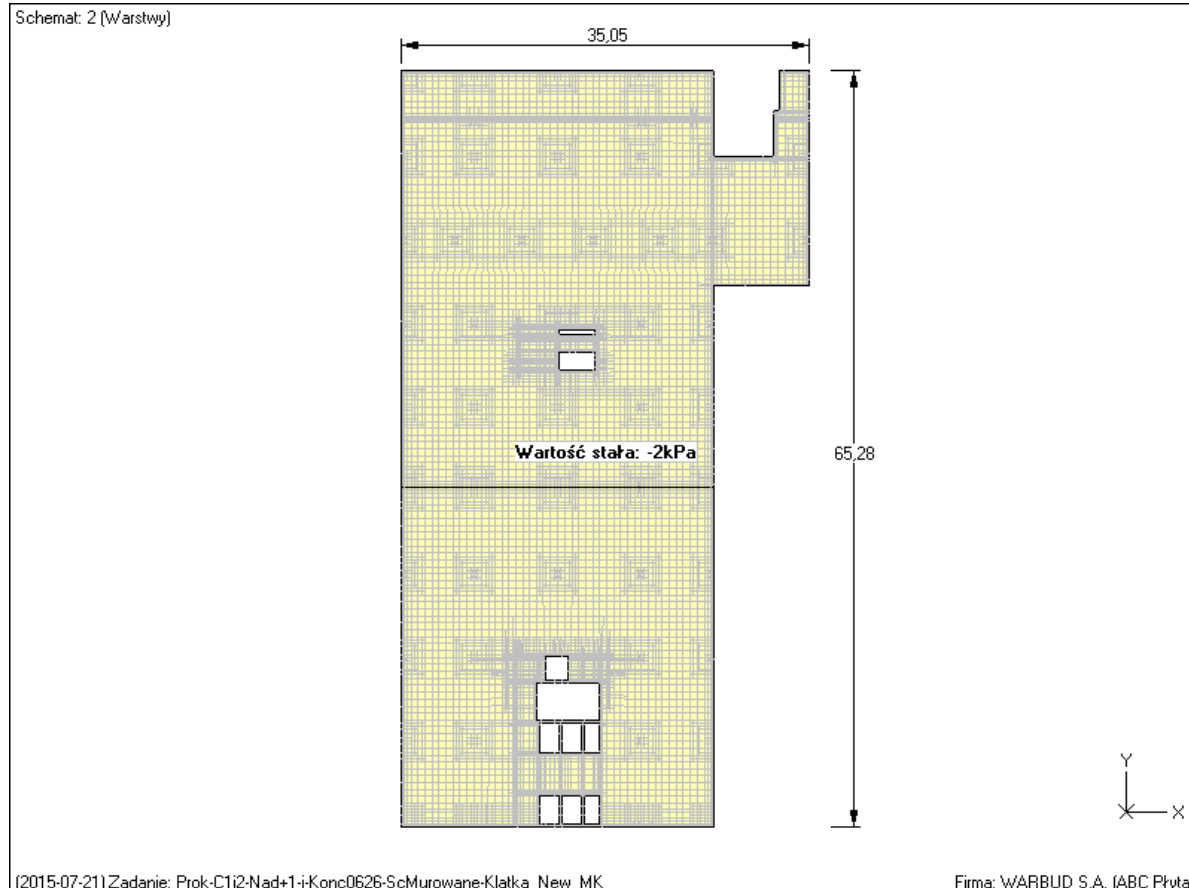 Schemat: 2 (Warstwy)
35,05
Wartość stała: -2kPa
65,28
Y
X
(2015-07-21) Zadanie: Prok-C1i2-Nad+1-i-Konc0626-ScMurowane-Klatka_New_MK
Firma: WARBUD S.A. (ABC Płyta